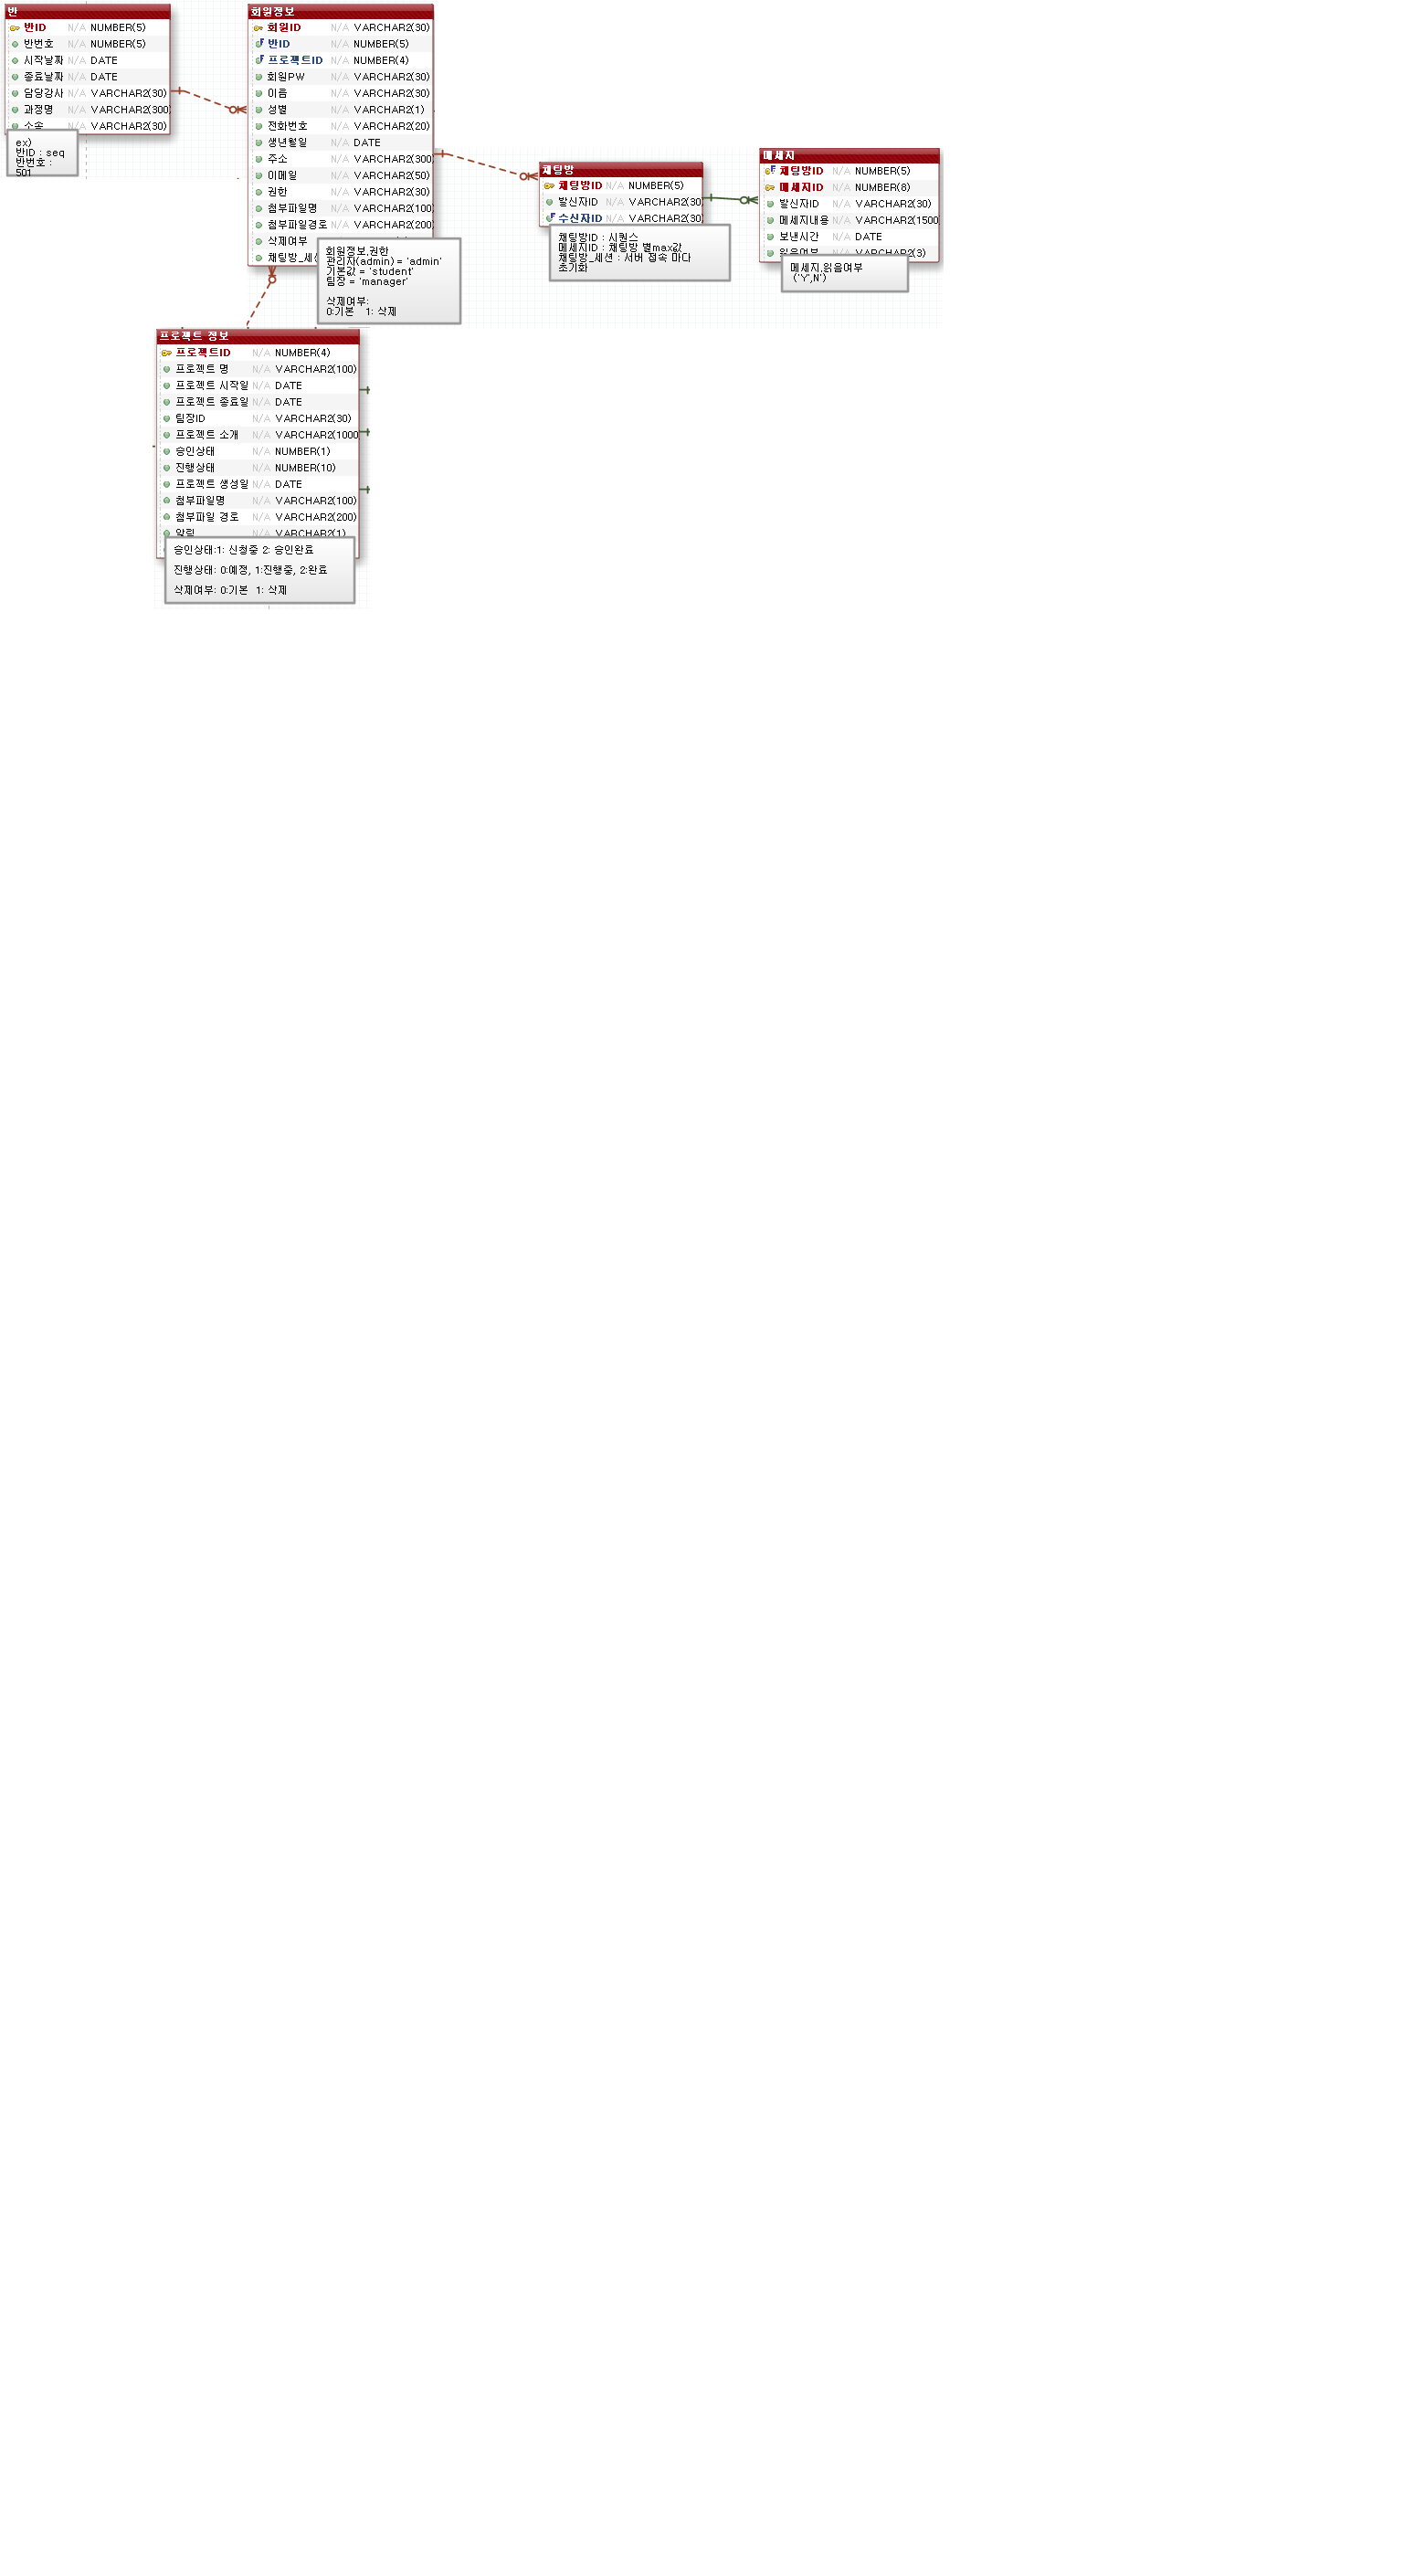 반
반ID N/A NUMBER(5)
반번호 N/A NUMBER(5)
시작날짜 N/A DATE
종료날짜 N/A DATE
담당강사 N/A VARCHAR2(30)
과정명 N/A VARCHAR2(300)
소속 N/A VARCHAR2(30)
ex)
반ID : seq
반번호 :
501
회원정보
회원ID N/A VARCHAR2(30)
반ID N/A NUMBER(5)
프로젝트ID N/A NUMBER(4)
회원PW N/A VARCHAR2(30)
이름 N/A VARCHAR2(30)
성별 N/A VARCHAR2(1)
전화번호 N/A VARCHAR2(20)
생년월일 N/A DATE
주소 N/A VARCHAR2(300
이메일 N/A VARCHAR2(50)
권한 N/A VARCHAR2(30)
첨부파일명 N/A VARCHAR2(100
첨부파일경로 N/A VARCHAR2(200
삭제여부
채팅방_세션
회원정보.권한
관리자(admin) = 'admin'
기본값 = 'student'
팀장 = 'manager'
삭제여부:
0:기본 1: 삭제
채팅방
채팅방ID N/A NUMBER(5)
발신자ID N/A VARCHAR2(30
수신자ID N/A VARCHAR2(30
채팅방ID : 시퀀스
메세지ID : 채팅방 별max값
채팅방_세션 : 서버 접속 마다
초기화
메세지
채팅방ID N/A NUMBER(5)
메세지ID N/A NUMBER(8)
발신자ID N/A VARCHAR2(30)
메세지내용 N/A VARCHAR2(1500
보낸시간 N/A DATE
읽음여부 N/A VARCHAR2(3)
메세지.읽음여부
('Y',N')
프로젝트 정보
프로젝트ID N/A NUMBER(4)
프로젝트 명 N/A VARCHAR2(100)
프로젝트 시작일 N/A DATE
프로젝트 종료일 N/A DATE
팀장ID N/A VARCHAR2(30)
프로젝트 소개 N/A VARCHAR2(1000
승인상태 N/A NUMBER(1)
진행상태 N/A NUMBER(10)
프로젝트 생성일 N/A DATE
첨부파일명 N/A VARCHAR2(100)
첨부파일 경로 N/A VARCHAR2(200)
알림 N/A VARCHAR2(1)
승인상태:1: 신청중 2: 승인완료
진행상태: 0:예정, 1:진행중, 2:완료
삭제여부: 0:기본 1: 삭제